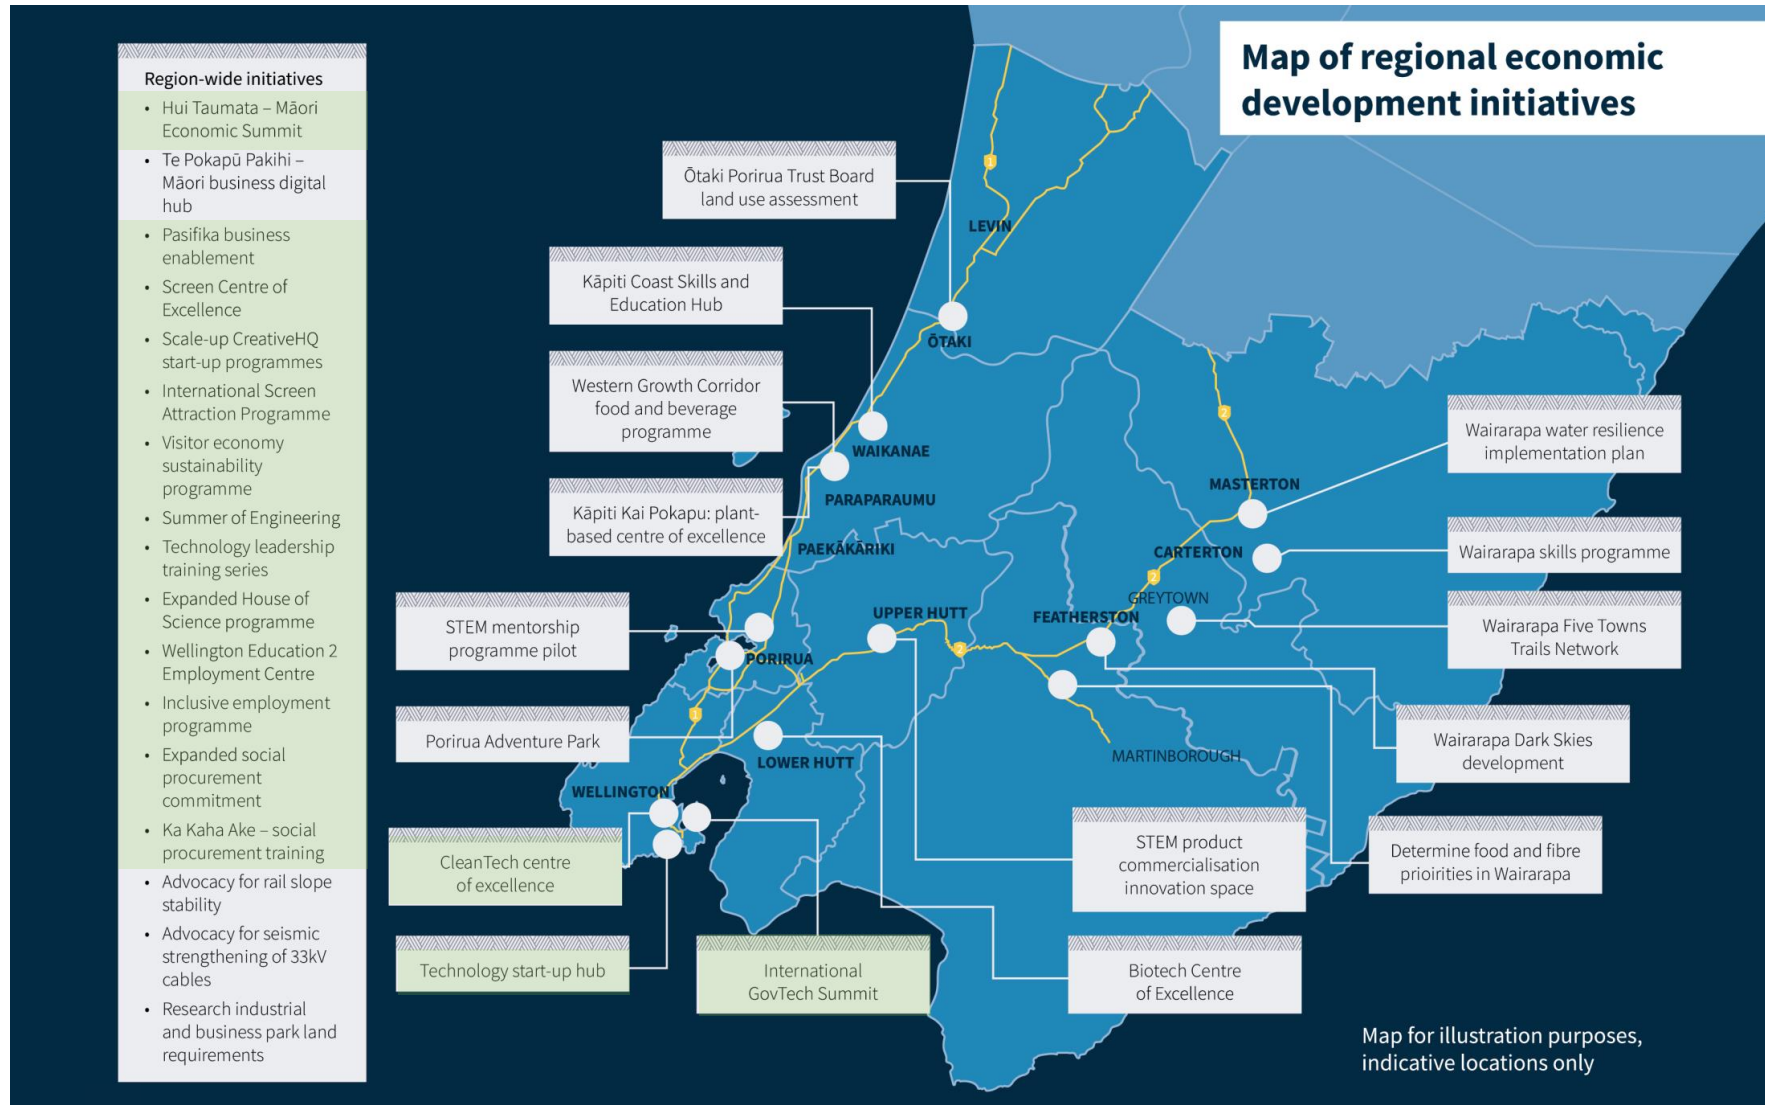 Map of regional economic
development initiatives
Region-wide initiatives
• Hui Taumata – Māori
Economic Summit
• Te Pokapū Pakihi –
Māori business digital
hub
• Pasifika business
enablement
• Screen Centre of
Excellence
• Scale-up CreativeHQ
start-up programmes
• International Screen
Attraction Programme
• Visitor economy
sustainability
programme
• Summer of Engineering
• Technology leadership
training series
• Expanded House of
Science programme
• Wellington Education 2
Employment Centre
• Inclusive employment
programme
• Expanded social
procurement
commitment
• Ka Kaha Ake – social
procurement training
• Advocacy for rail slope
stability
• Advocacy for seismic
strengthening of 33kV
cables
• Research industrial
and business park land
requirements
Ōtaki Porirua Trust Board
land use assessment
Kāpiti Coast Skills and
Education Hub
Western Growth Corridor
food and beverage
programme
Kāpiti Kai Pokapu: plant-
based centre of excellence
STEM mentorship
programme pilot
Porirua Adventure Park
CleanTech centre
of excellence
Technology start-up hub
International
GovTech Summit
1
LEVIN
ŌTAKI
WAIKANAE
PARAPARAUMU
PAEKĀKĀRIKI
PORIRUA
1
UPPER HUTT
2
LOWER HUTT
WELLINGTON
2
MASTERTON
CARTERTON
2
GREYTOWN
FEATHERSTON
MARTINBOROUGH
Wairarapa water resilience
implementation plan
Wairarapa skills programme
Wairarapa Five Towns
Trails Network
Wairarapa Dark Skies
development
Determine food and fibre
prioirities in Wairarapa
STEM product
commercialisation
innovation space
Biotech Centre
of Excellence
Map for illustration purposes,
indicative locations only